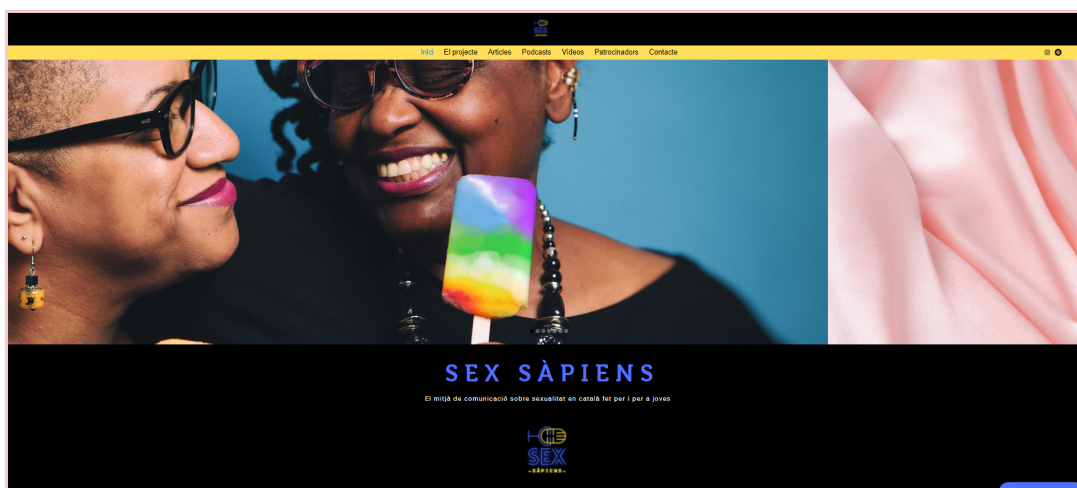 SEX
SÀPIENS
Inici El projecte Articles Podcasts Vídeos Patrocinadors Contacte
SEX SÀPIENS
El mitjà de comunicació sobre sexualitat en català fet per i per a joves
SEX
-SÀPIENS-